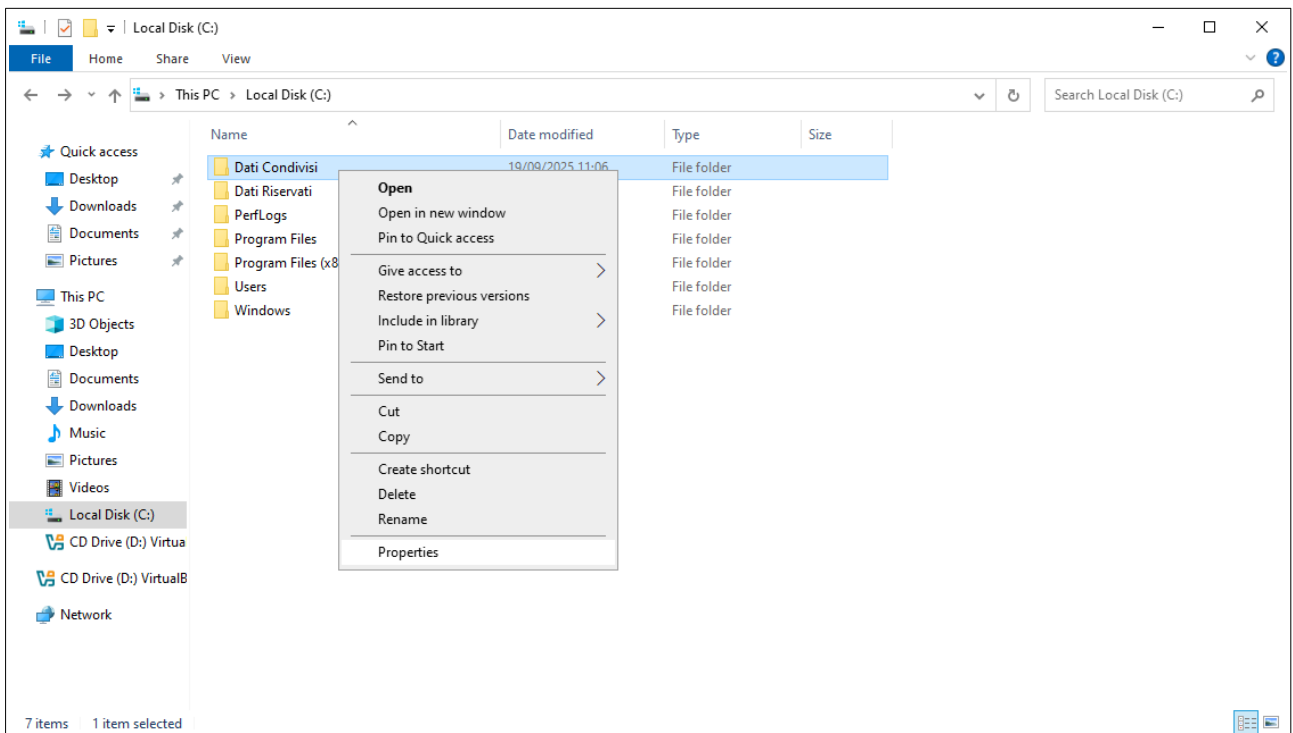 Local Disk (C:)
File Home Share View
This PC > Local Disk (C:)
Search Local Disk (C:)
Name Date modified Type Size
Quick access
Desktop
Downloads
Documents
Pictures
This PC
3D Objects
Desktop
Documents
Downloads
Music
Pictures
Videos
Local Disk (C:)
CD Drive (D:) Virtua
CD Drive (D:) VirtualB
Network
Dati Condivisi 19/09/2025 11:06 File folder
Dati Riservati File folder
PerfLogs File folder
Program Files File folder
Program Files (x8 File folder
Users File folder
Windows File folder
Open
Open in new window
Pin to Quick access
Give access to
Restore previous versions
Include in library
Pin to Start
Send to
Cut
Copy
Create shortcut
Delete
Rename
Properties
7 items 1 item selected